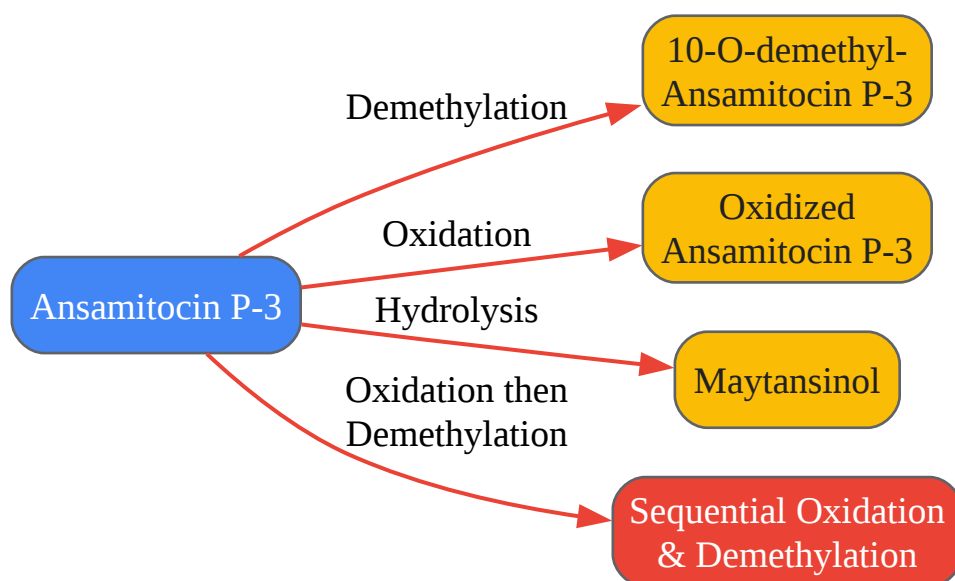 10-O-demethyl-
Ansamitocin P-3
Demethylation
Oxidized
Ansamitocin P-3
Oxidation
Ansamitocin P-3
Hydrolysis
Maytansinol
Oxidation then
Demethylation
Sequential Oxidation
& Demethylation